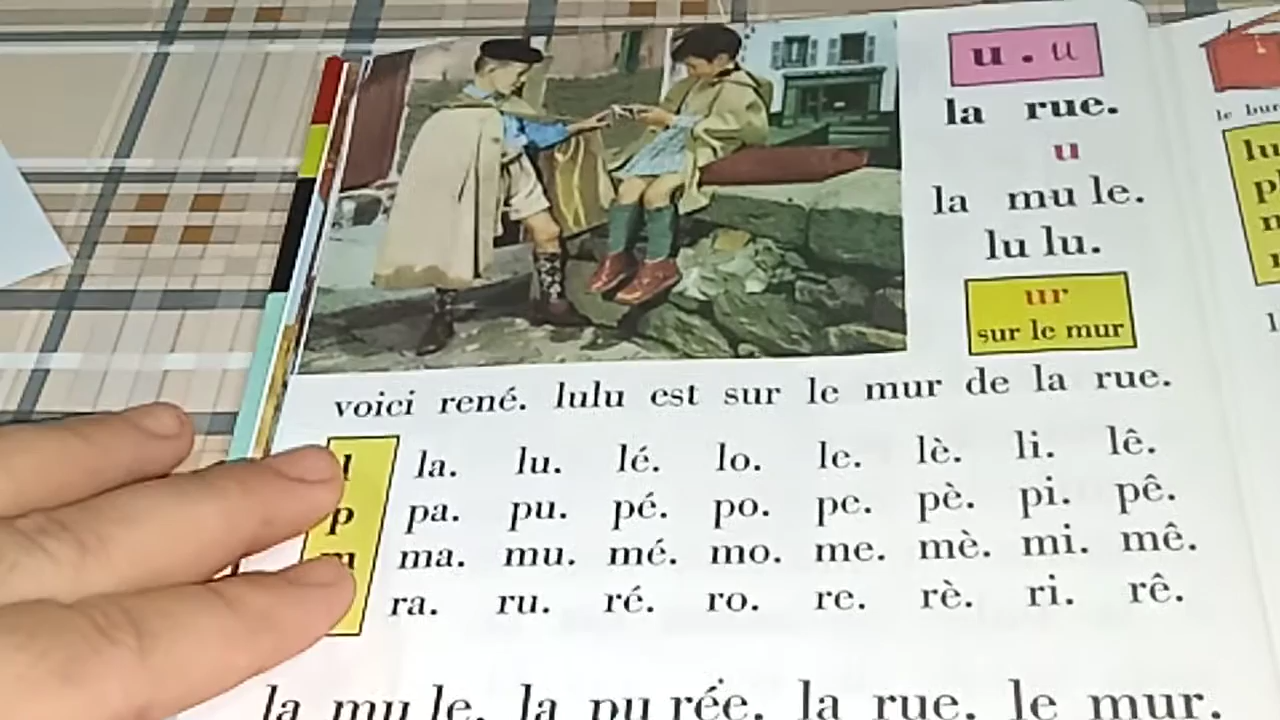 u . u
la rue.
u
la mu le.
lu lu.
ur
sur le mur
voici rené. lulu est sur le mur de la rue.
l la. lu. lé. lo. le. lè. li. lê.
p pa. pu. pé. po. pe. pè. pi. pê.
ma. mu. mé. mo. me. mè. mi. mê.
ra. ru. ré. ro. re. rè. ri. rê.
la mu le. la pu rée. la rue. le mur.
le
lu